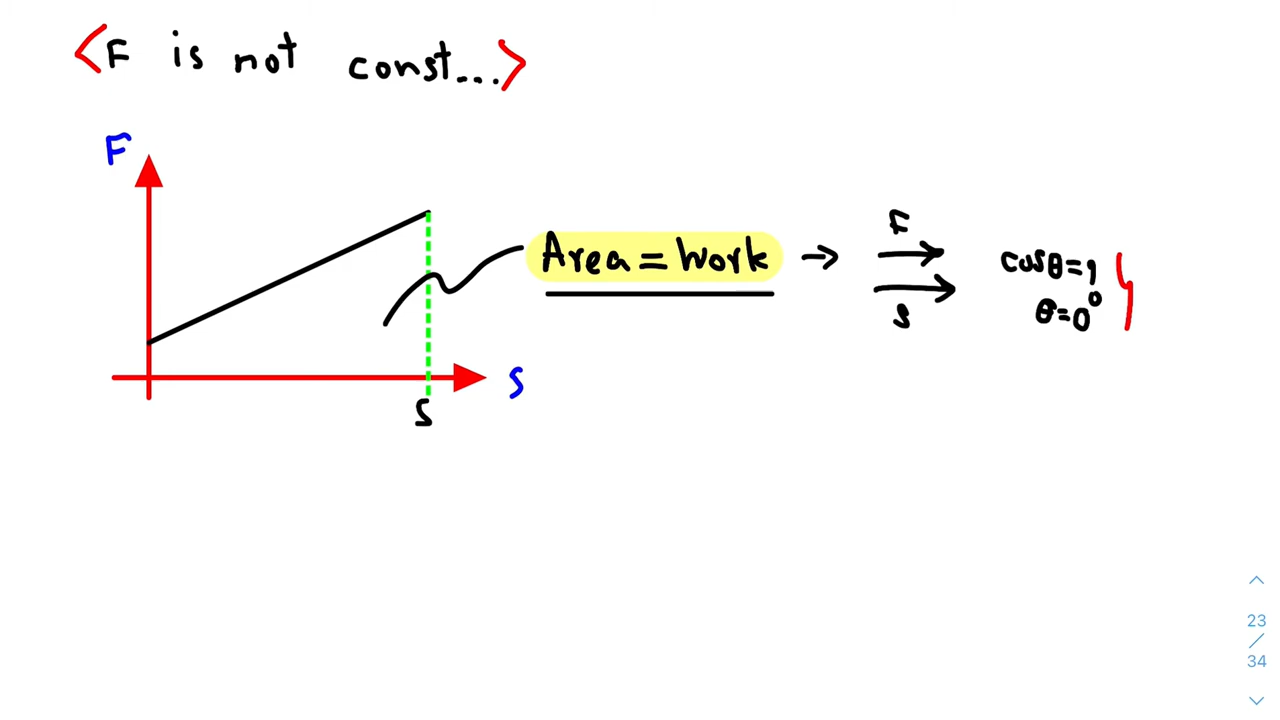 <F is not const...>
F
Area = Work →
F
s
cosθ=1
θ=0°
s
s
23
/
34